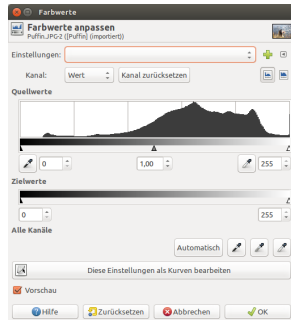 Farbwerte
Farbwerte anpassen
Puffin.JPG-2 ([Puffin] (importiert))
Einstellungen:
Kanal: Wert Kanal zurücksetzen
Quellwerte
0 1,00 255
Zielwerte
0 255
Alle Kanäle
Automatisch
Diese Einstellungen als Kurven bearbeiten
Vorschau
Hilfe Zurücksetzen Abbrechen OK